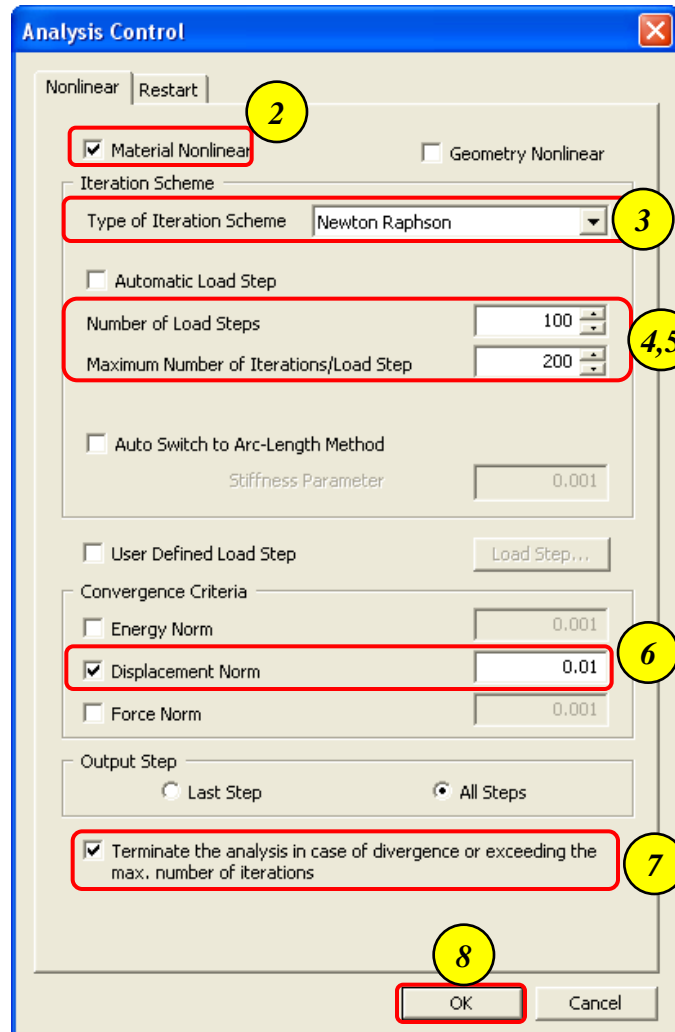 Analysis Control
Nonlinear Restart
2
Material Nonlinear Geometry Nonlinear
Iteration Scheme
Type of Iteration Scheme Newton Raphson 3
Automatic Load Step
Number of Load Steps 100
4,5
Maximum Number of Iterations/Load Step 200
Auto Switch to Arc-Length Method
Stiffness Parameter 0.001
User Defined Load Step Load Step...
Convergence Criteria
Energy Norm 0.001
6
Displacement Norm 0.01
Force Norm 0.001
Output Step
Last Step All Steps
Terminate the analysis in case of divergence or exceeding the
max. number of iterations
7
8
OK Cancel